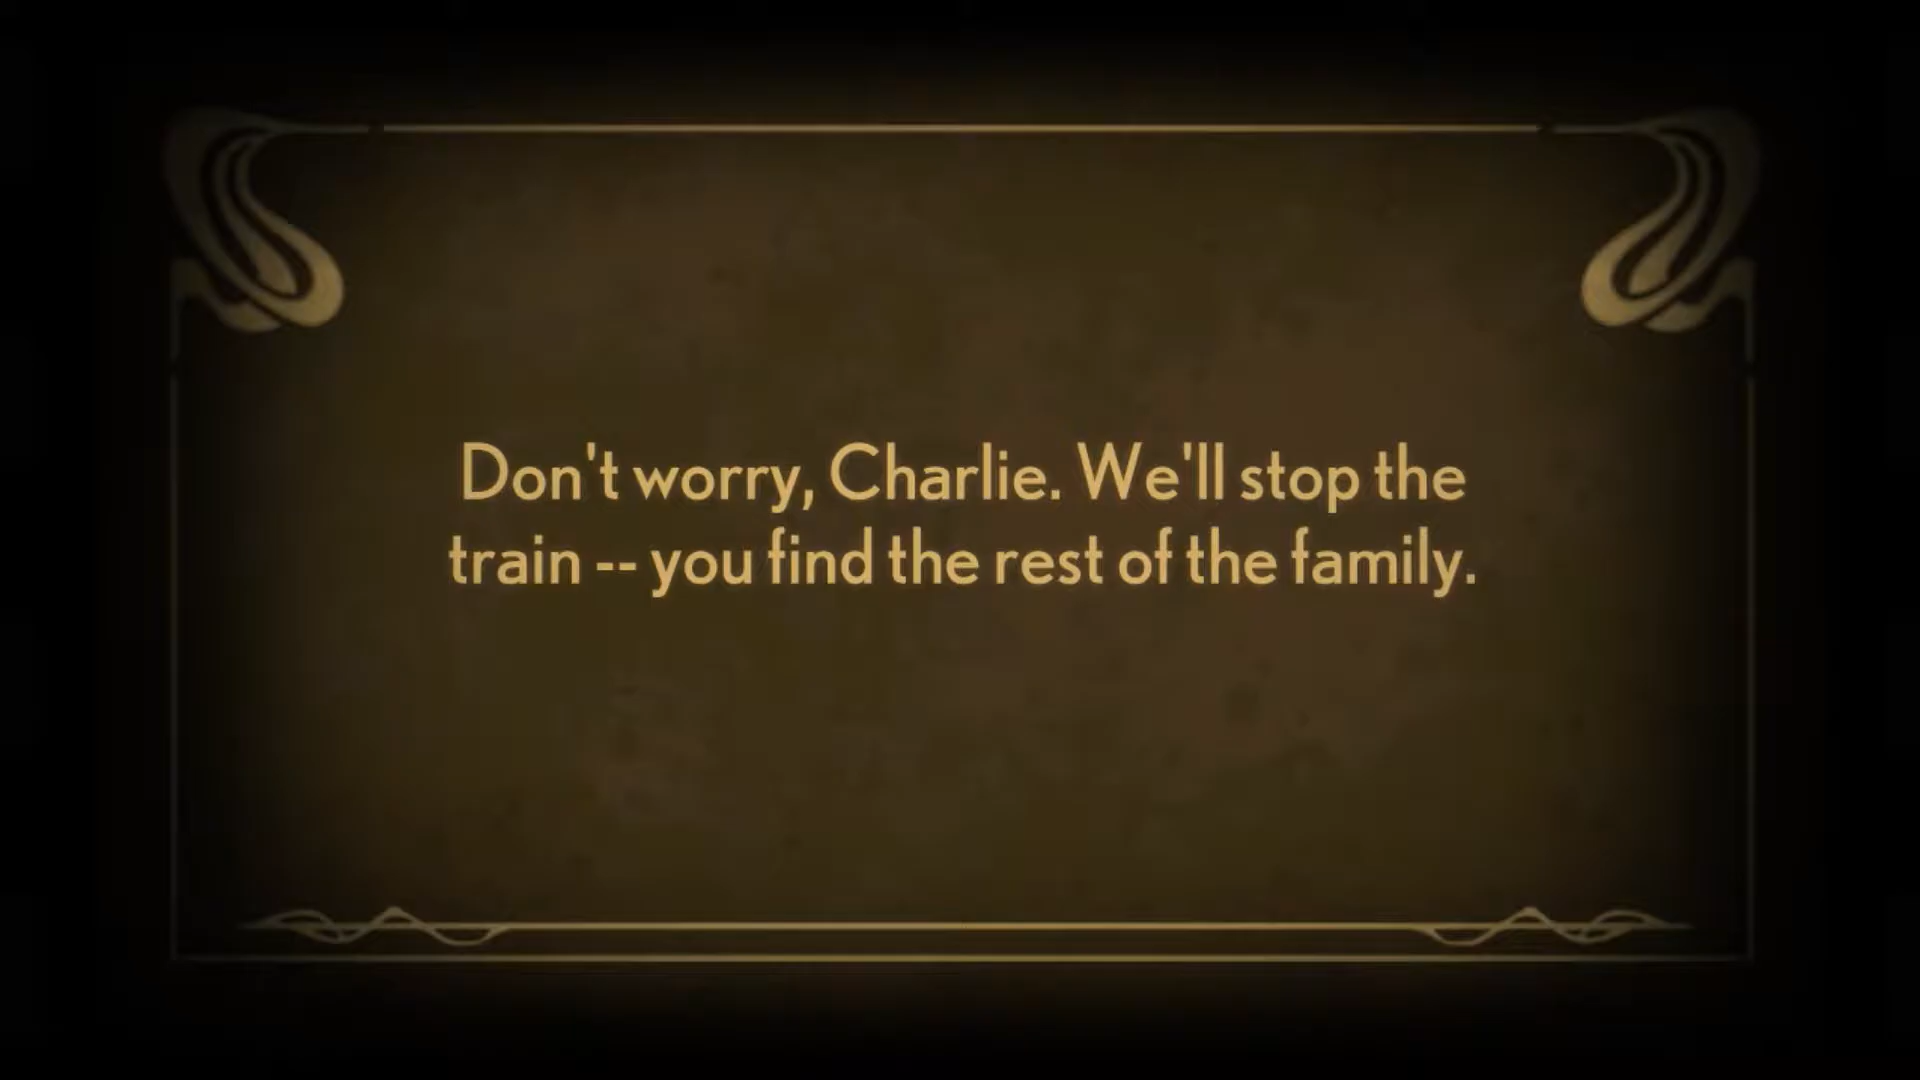 Don't worry, Charlie. We'll stop the
train -- you find the rest of the family.